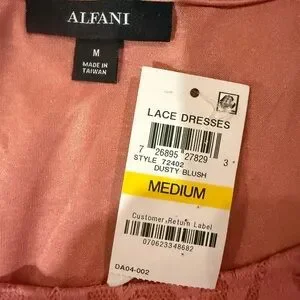 ALFANI
M
MADE IN
TAIWAN
LACE DRESSES
7 26895 27829 3
STYLE 72402
DUSTY BLUSH
MEDIUM
Customer Return Label
070623348682
DA04-002